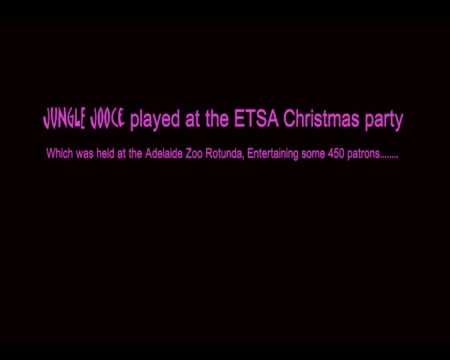 JUNGLE JOOCE played at the ETSA Christmas party
Which was held at the Adelaide Zoo Rotunda, Entertaining some 450 patrons........